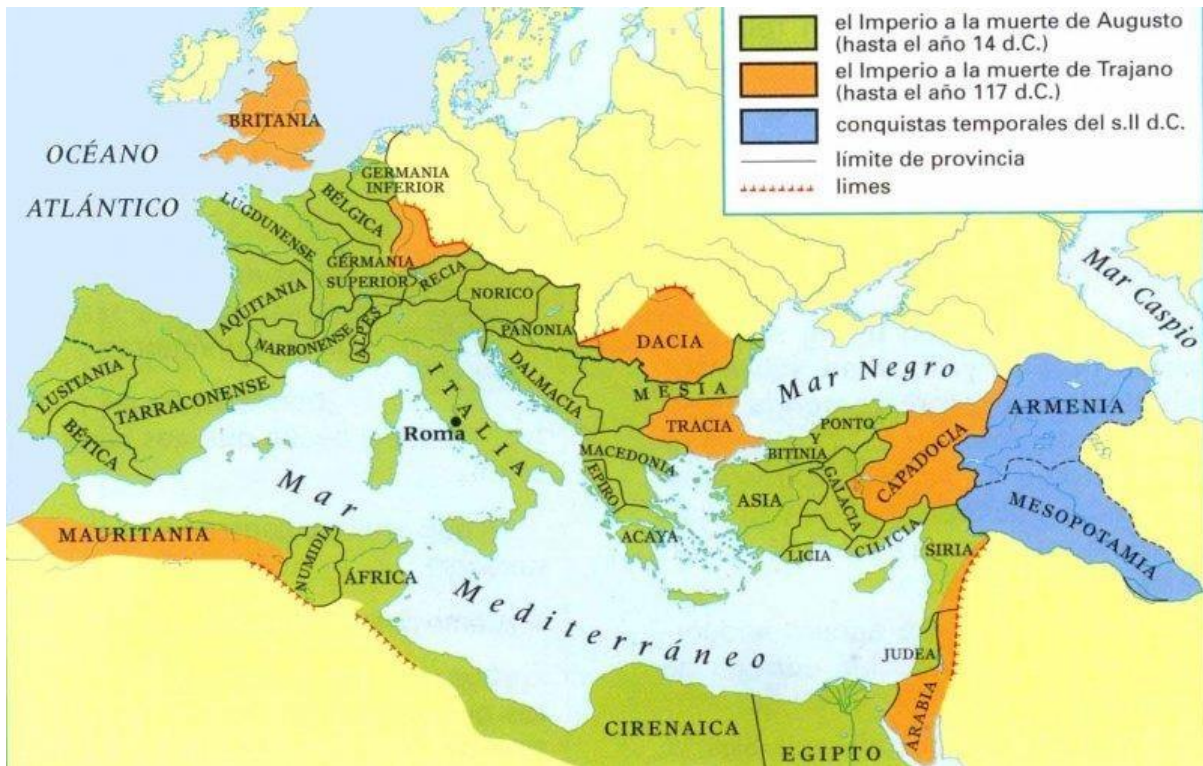 el Imperio a la muerte de Augusto
(hasta el año 14 d.C.)
el Imperio a la muerte de Trajano
(hasta el año 117 d.C.)
conquistas temporales del s.II d.C.
límite de provincia
limes
OCÉANO
ATLÁNTICO
BRITANIA
GERMANIA
INFERIOR
BELGICA
LUGDUNENSE
GERMANIA
SUPERIOR
RECIA
NORICO
AQUITANIA
NARBONENSE
ALPES
PANONIA
DALMACIA
DACIA
MESIA
TRACIA
Mar Negro
Mar Caspio
LUSITANIA
TARRACONENSE
BÉTICA
ITALIA
Roma
MACEDONIA
EPIRO
ACAYA
PONTO
Y
BITINIA
ASIA
GALACIA
CAPADOCIA
LICIA
CILICIA
ARMENIA
MESOPOTAMIA
SIRIA
JUDEA
ARABIA
MAURITANIA
NUMIDIA
ÁFRICA
Mar
Mediterráneo
CIRENAICA
EGIPTO